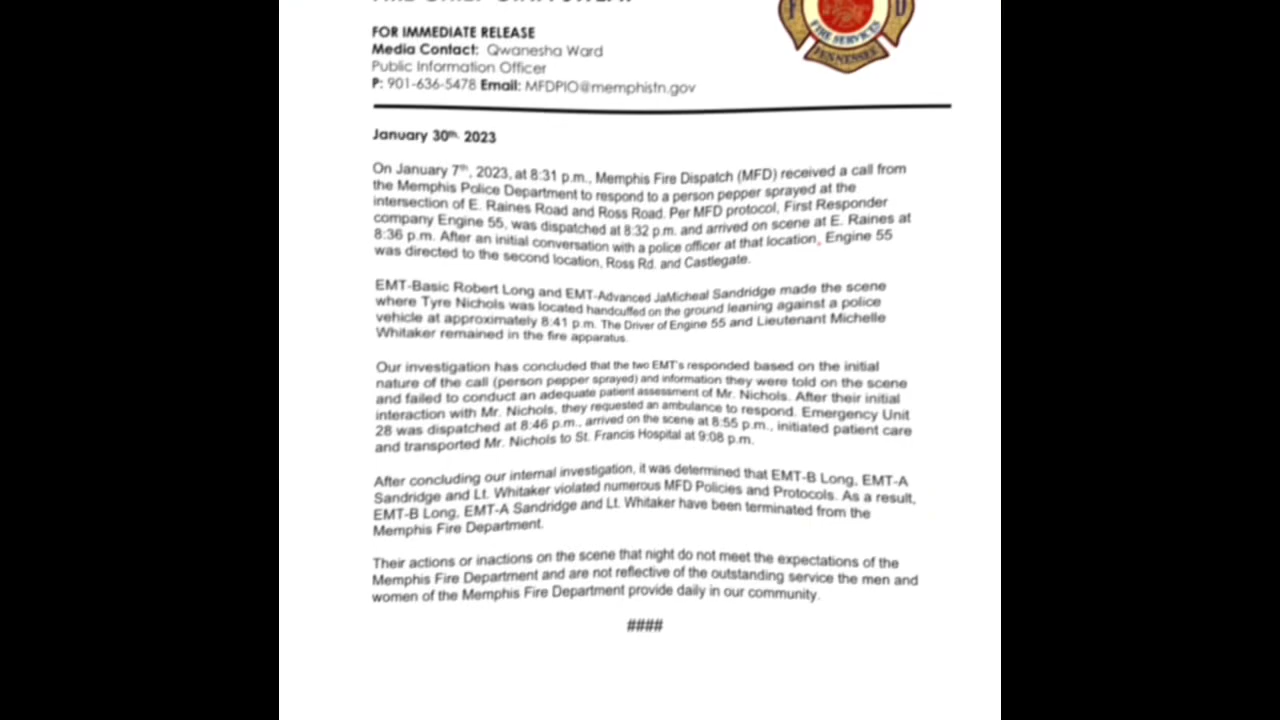 FOR IMMEDIATE RELEASE
Media Contact: Qwanesha Ward
Public Information Officer
P: 901-636-5478 Email: MFDPIO@memphistn.gov
FIRE SERVICES
TENNESSEE
January 30th, 2023
On January 7th, 2023, at 8:31 p.m., Memphis Fire Dispatch (MFD) received a call from
the Memphis Police Department to respond to a person pepper sprayed at the
intersection of E. Raines Road and Ross Road. Per MFD protocol, First Responder
company Engine 55, was dispatched at 8:32 p.m. and arrived on scene at E. Raines at
8:36 p.m. After an initial conversation with a police officer at that location, Engine 55
was directed to the second location, Ross Rd. and Castlegate.
EMT-Basic Robert Long and EMT-Advanced JaMicheal Sandridge made the scene
where Tyre Nichols was located handcuffed on the ground leaning against a police
vehicle at approximately 8:41 p.m. The Driver of Engine 55 and Lieutenant Michelle
Whitaker remained in the fire apparatus.
Our investigation has concluded that the two EMT's responded based on the initial
nature of the call (person pepper sprayed) and information they were told on the scene
and failed to conduct an adequate patient assessment of Mr. Nichols. After their initial
interaction with Mr. Nichols, they requested an ambulance to respond. Emergency Unit
28 was dispatched at 8:46 p.m., arrived on the scene at 8:55 p.m., initiated patient care
and transported Mr. Nichols to St. Francis Hospital at 9:08 p.m.
After concluding our internal investigation, it was determined that EMT-B Long, EMT-A
Sandridge and Lt. Whitaker violated numerous MFD Policies and Protocols. As a result,
EMT-B Long, EMT-A Sandridge and Lt. Whitaker have been terminated from the
Memphis Fire Department.
Their actions or inactions on the scene that night do not meet the expectations of the
Memphis Fire Department and are not reflective of the outstanding service the men and
women of the Memphis Fire Department provide daily in our community.
####